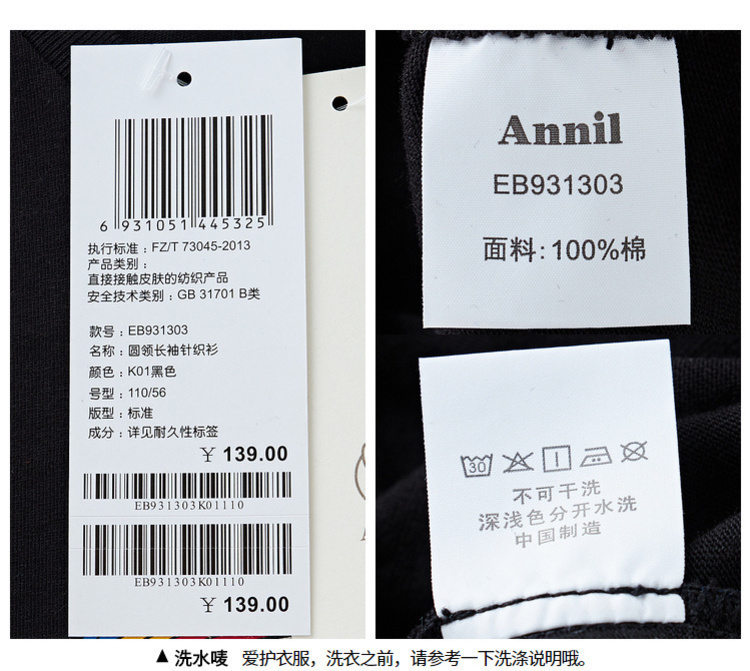 6 931051 445325
执行标准：FZ/T 73045-2013
产品类别：
直接接触皮肤的纺织产品
安全技术类别：GB 31701 B类
款号：EB931303
名称：圆领长袖针织衫
颜色：K01黑色
号型：110/56
版型：标准
成分：详见耐久性标签
￥ 139.00
EB931303K01110
EB931303K01110
￥ 139.00
Annil
EB931303
面料：100%棉
30
不可干洗
深浅色分开水洗
中国制造
▲ 洗水唛 爱护衣服，洗衣之前，请参考一下洗涤说明哦。